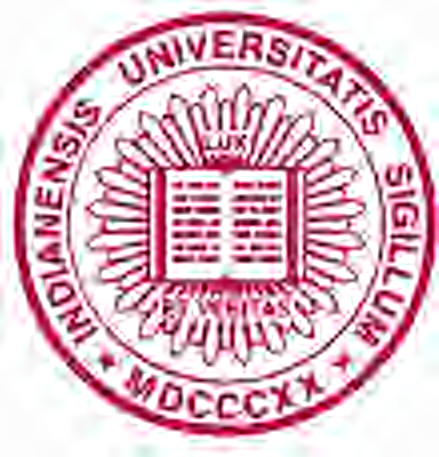 INDIANENSIS UNIVERSITATIS SIGILLUM
LUX
MDCCCXX